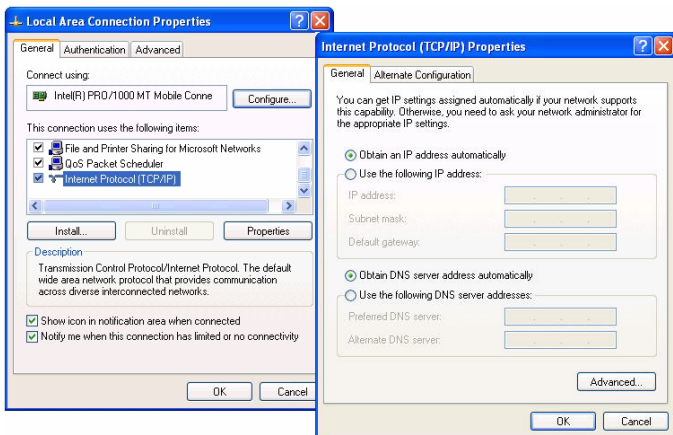 Local Area Connection Properties
General
Authentication
Advanced
Connect using:
Intel(R) PRO/1000 MT Mobile Conne
Configure...
This connection uses the following items:
File and Printer Sharing for Microsoft Networks
QoS Packet Scheduler
Internet Protocol (TCP/IP)
Install...
Uninstall
Properties
Description
Transmission Control Protocol/Internet Protocol. The default
wide area network protocol that provides communication
across diverse interconnected networks.
Show icon in notification area when connected
Notify me when this connection has limited or no connectivity
OK
Cancel
Internet Protocol (TCP/IP) Properties
General
Alternate Configuration
You can get IP settings assigned automatically if your network supports
this capability. Otherwise, you need to ask your network administrator for
the appropriate IP settings.
Obtain an IP address automatically
Use the following IP address:
IP address:
Subnet mask:
Default gateway:
Obtain DNS server address automatically
Use the following DNS server addresses:
Preferred DNS server:
Alternate DNS server:
Advanced...
OK
Cancel